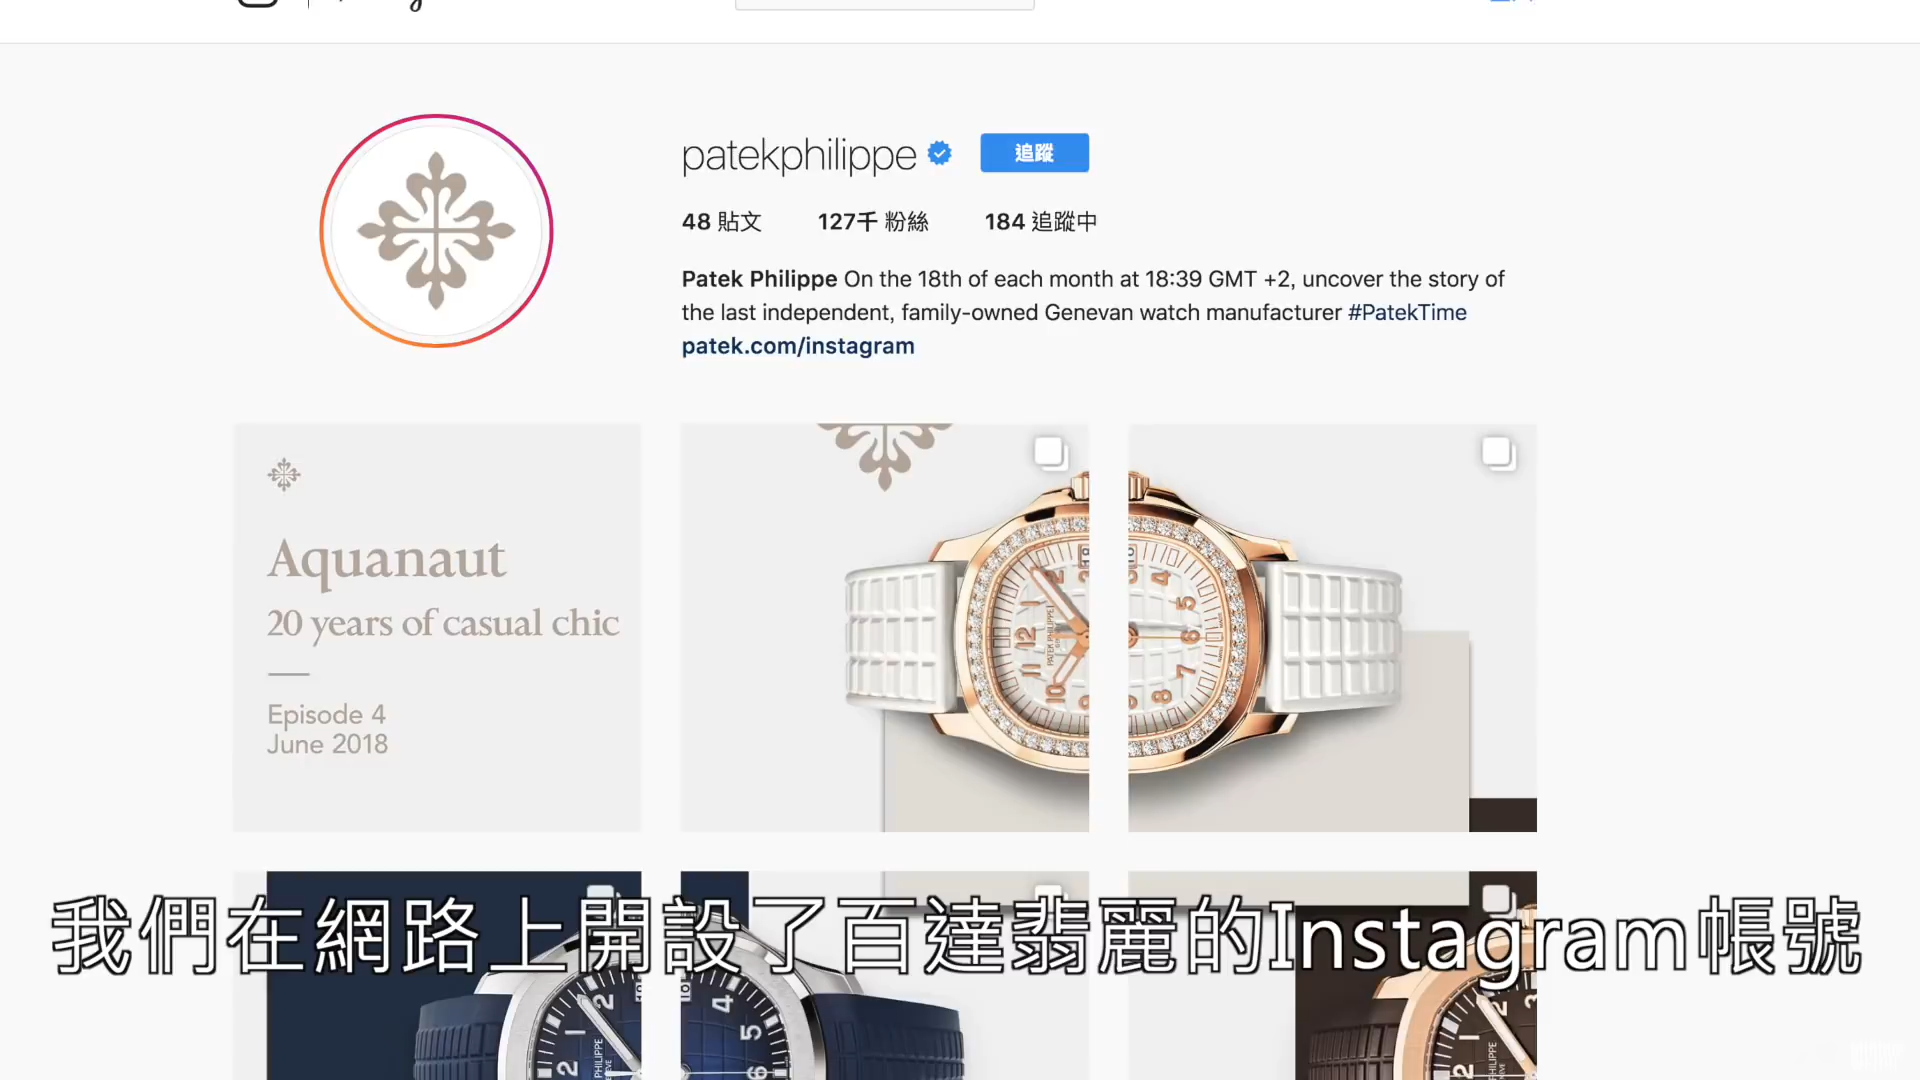 patekphilippe
追蹤
48 貼文 127千 粉絲 184 追蹤中
Patek Philippe On the 18th of each month at 18:39 GMT +2, uncover the story of
the last independent, family-owned Genevan watch manufacturer #PatekTime
patek.com/instagram
Aquanaut
20 years of casual chic
Episode 4
June 2018
我們在網路上開設了百達翡麗的Instagram帳號